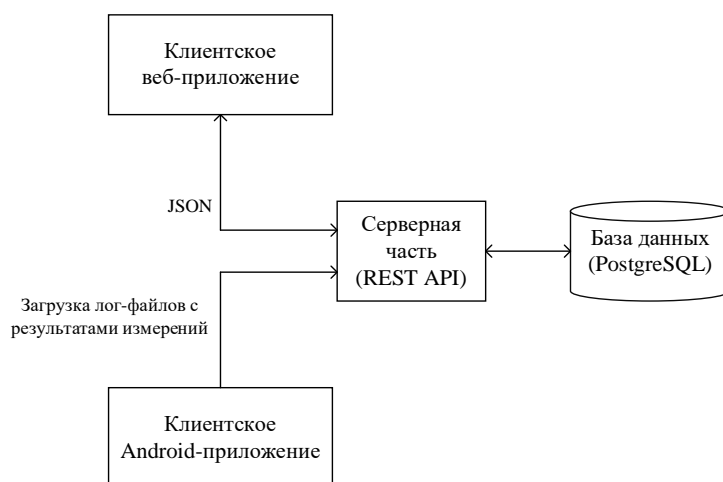 Клиентское
веб-приложение
JSON
Серверная
часть
(REST API)
База данных
(PostgreSQL)
Загрузка лог-файлов с
результатами измерений
Клиентское
Android-приложение